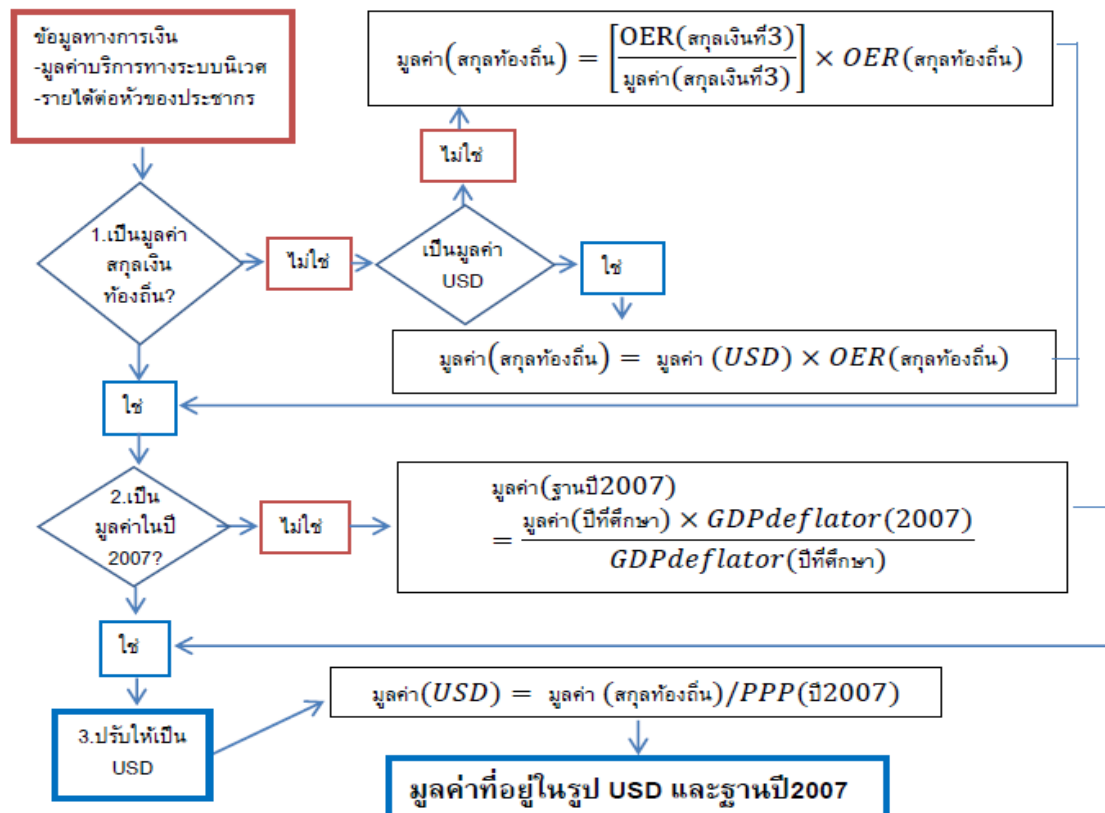 ข้อมูลทางการเงิน
-มูลค่าบริการทางระบบนิเวศ
-รายได้ต่อหัวของประชากร
มูลค่า(สกุลท้องถิ่น) = [OER(สกุลเงินที่3) / มูลค่า(สกุลเงินที่3)] × OER(สกุลท้องถิ่น)
ไม่ใช่
1.เป็นมูลค่า
สกุลเงิน
ท้องถิ่น?
ไม่ใช่
เป็นมูลค่า
USD
ใช่
มูลค่า(สกุลท้องถิ่น) = มูลค่า (USD) × OER(สกุลท้องถิ่น)
ใช่
2.เป็น
มูลค่าในปี
2007?
ไม่ใช่
มูลค่า(ฐานปี2007)
= มูลค่า(ปีที่ศึกษา) × GDPdeflator(2007)
GDPdeflator(ปีที่ศึกษา)
ใช่
3.ปรับให้เป็น
USD
มูลค่า(USD) = มูลค่า (สกุลท้องถิ่น)/PPP(ปี2007)
มูลค่าที่อยู่ในรูป USD และฐานปี2007